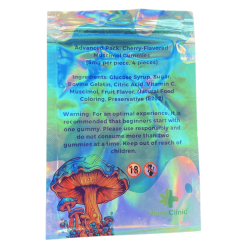 Advanced Pack, Cherry-Flavored
Muscimol Gummies
(5mg per piece, 4 pieces)
Ingredients: Glucose Syrup, Sugar,
Bovine Gelatin, Citric Acid, Vitamin C,
Muscimol, Fruit Flavor, Natural Food
Coloring, Preservative
Warning: For an optimal experience, it is
recommended that beginners start with
one gummy. Please use responsibly and
do not consume more than two
gummies at a time. Keep out of reach of
children.
18
Clinic